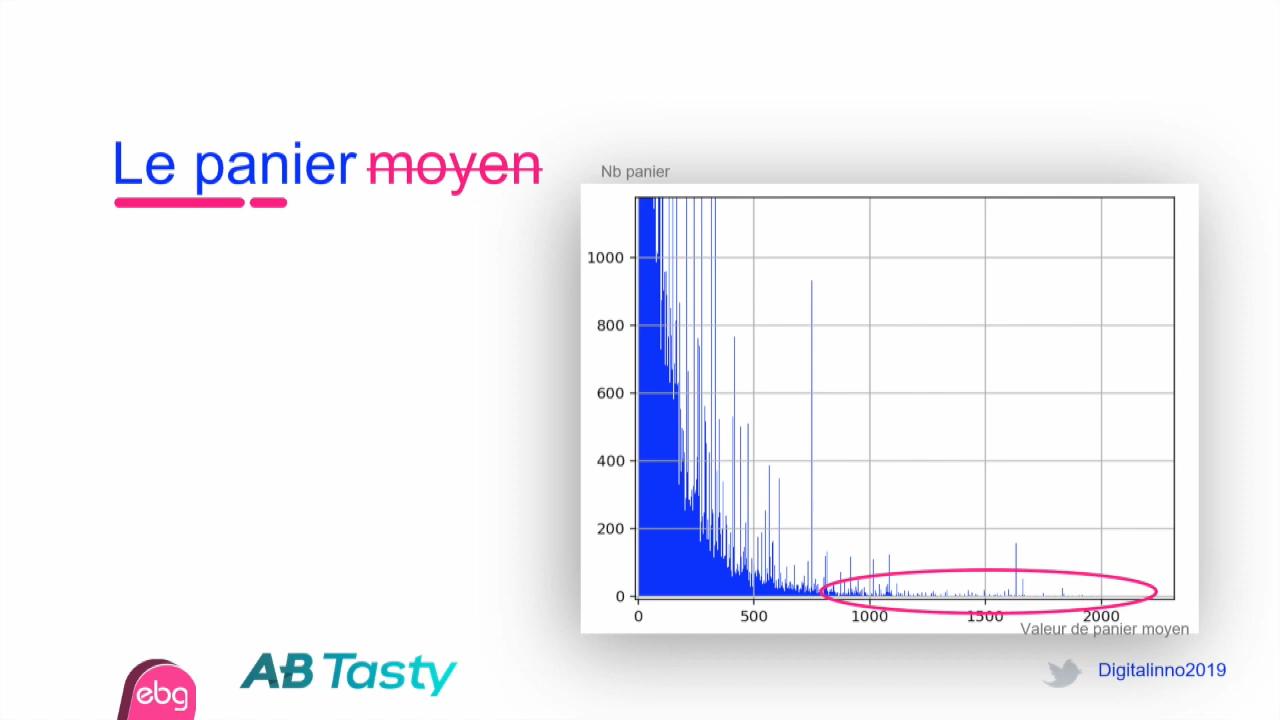 Le panier moyen
Nb panier
1000
800
600
400
200
0
0 500 1000 1500 2000
Valeur de panier moyen
ebg
AB Tasty
Digitalinno2019